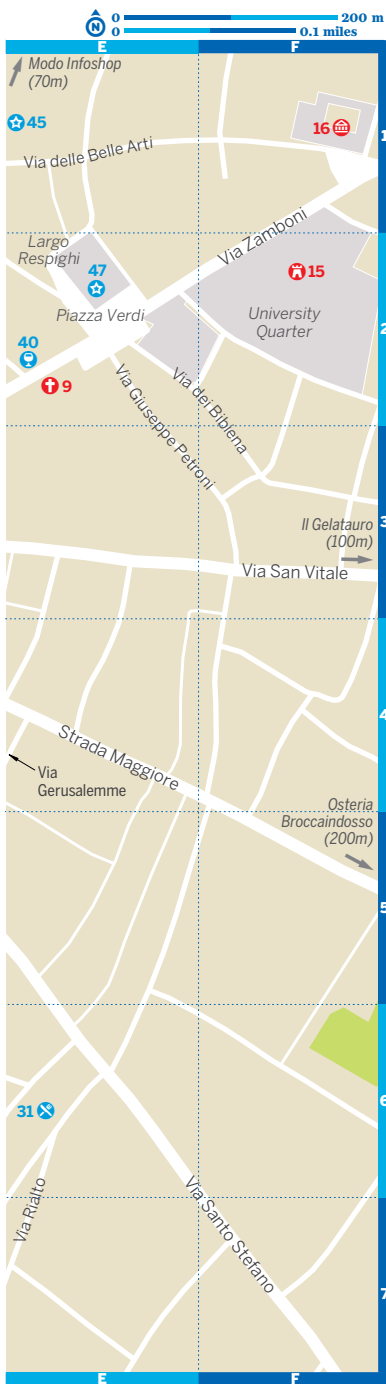 0 200 m
N 0 0.1 miles
E F
Modo Infoshop
(70m)
45
16
1
Via delle Belle Arti
Via Zamboni
Largo
Respighi
47
15
Piazza Verdi
University
Quarter
2
40
9
Via Giuseppe Petroni
Via dei Bibiena
3
Il Gelatauro
(100m)
Via San Vitale
4
Strada Maggiore
Via
Gerusalemme
Osteria
Broccaindosso
(200m)
5
6
31
Via Rialto
Via Santo Stefano
7
E F